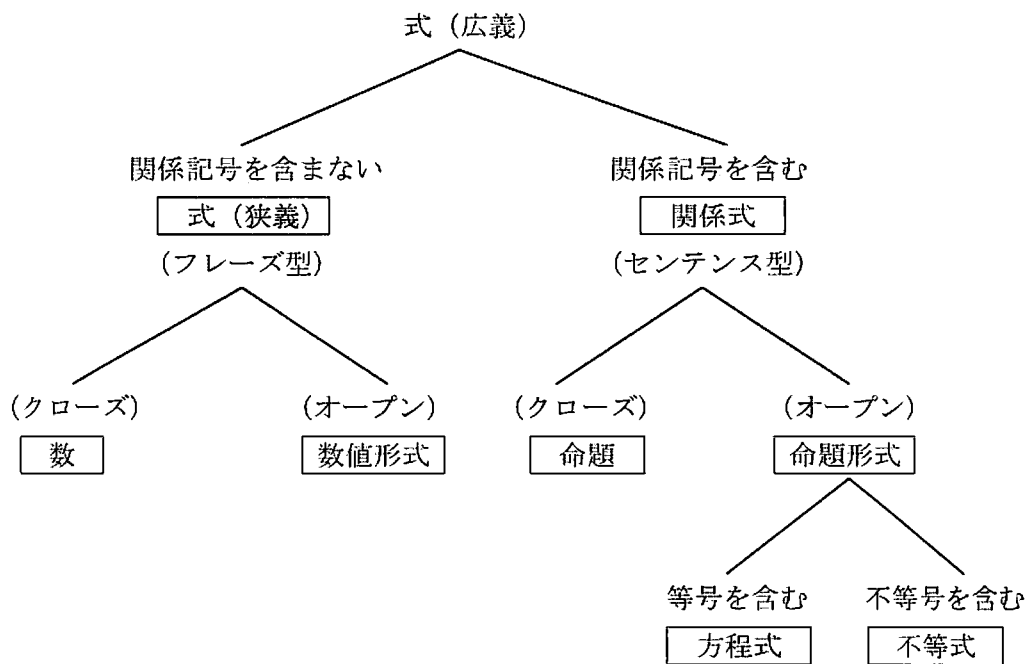 式（広義）
関係記号を含まない 関係記号を含む
式（狭義） 関係式
（フレーズ型） （センテンス型）
（クローズ） （オープン） （クローズ） （オープン）
数 数値形式 命題 命題形式
等号を含む 不等号を含む
方程式 不等式